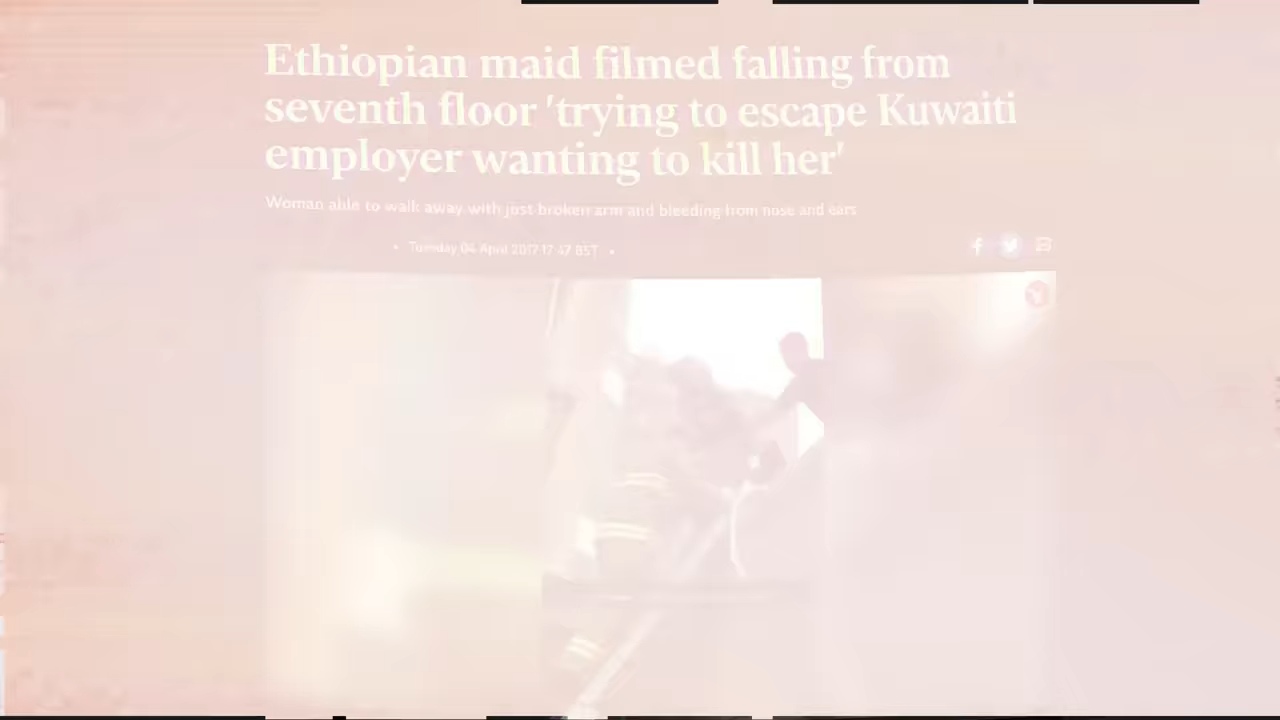 Ethiopian maid filmed falling from
seventh floor 'trying to escape Kuwaiti
employer wanting to kill her'
Woman able to walk away with just broken arm and bleeding from nose and ears
• Tuesday 04 April 2017 17:47 BST •